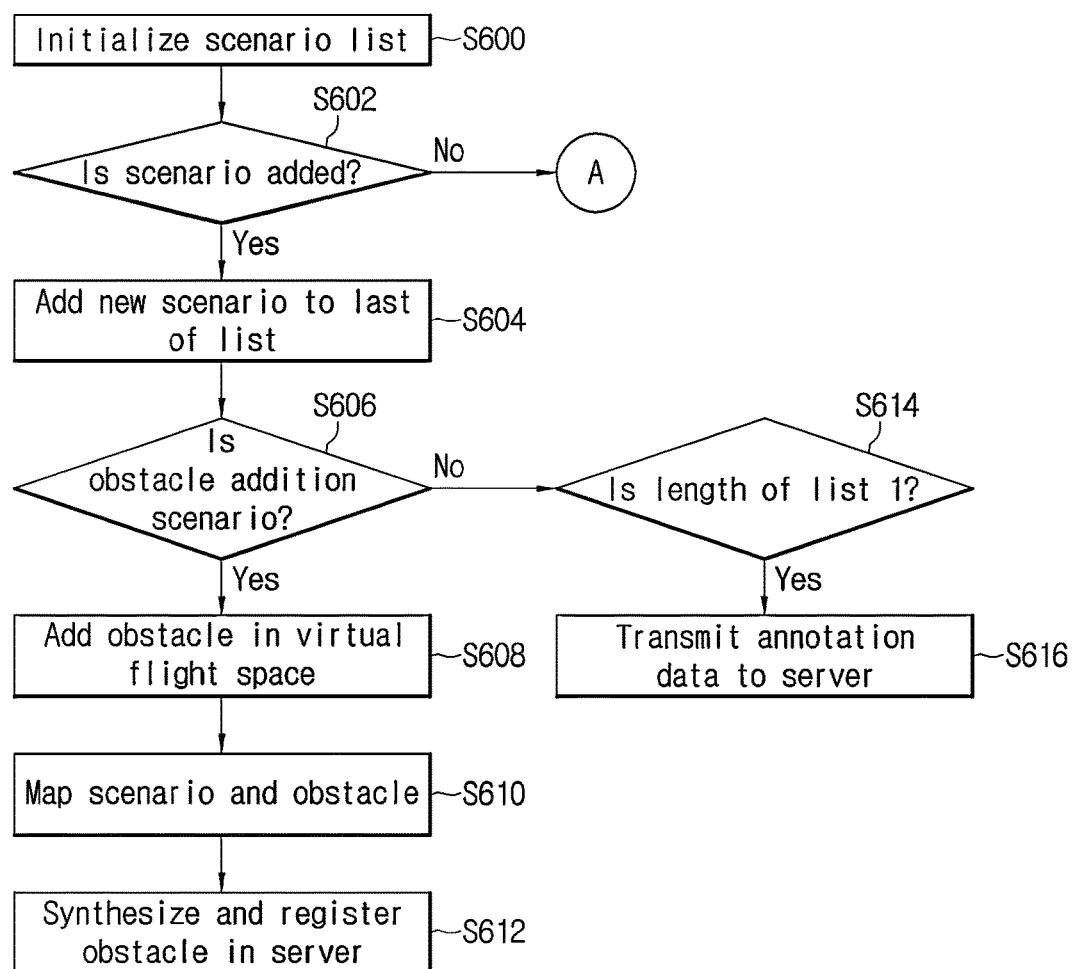 Initialize scenario list
S600
S602
Is scenario added?
No
A
Yes
Add new scenario to last
of list
S604
S606
Is
obstacle addition
scenario?
No
S614
Is length of list 1?
Yes
Yes
Add obstacle in virtual
flight space
S608
Transmit annotation
data to server
S616
Map scenario and obstacle
S610
Synthesize and register
obstacle in server
S612